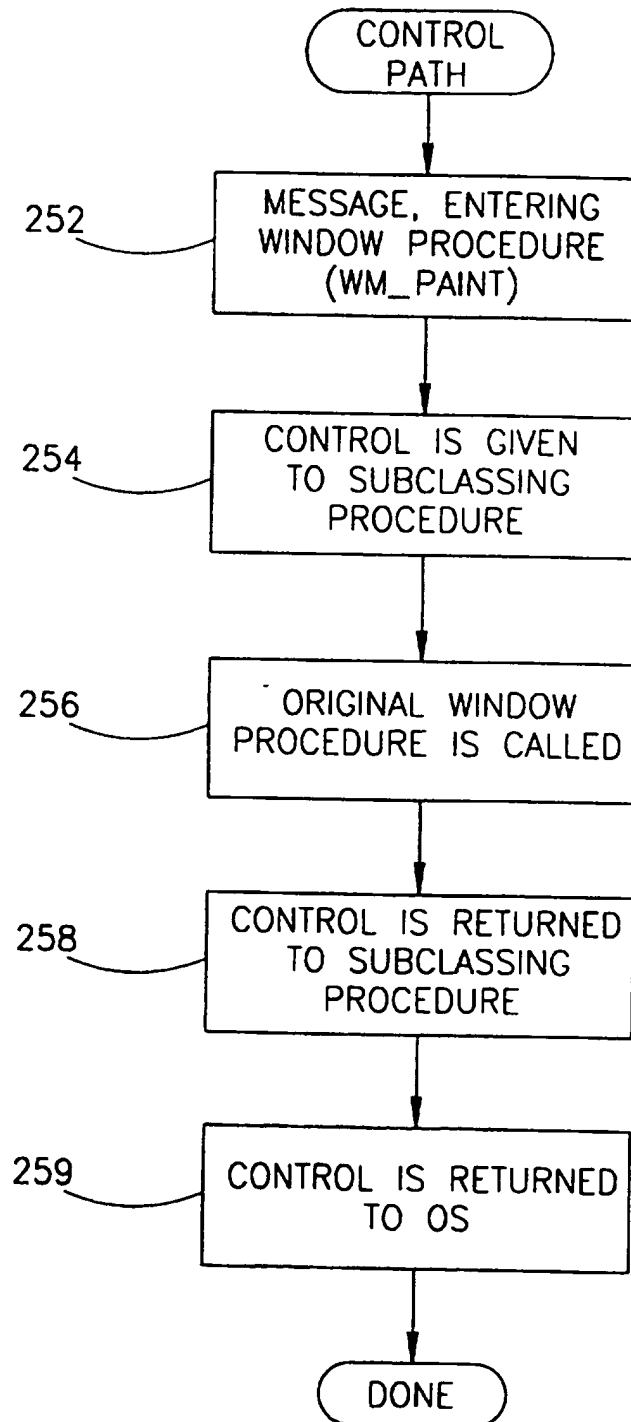 CONTROL
PATH
252
MESSAGE, ENTERING
WINDOW PROCEDURE
(WM_PAINT)
254
CONTROL IS GIVEN
TO SUBCLASSING
PROCEDURE
256
ORIGINAL WINDOW
PROCEDURE IS CALLED
258
CONTROL IS RETURNED
TO SUBCLASSING
PROCEDURE
259
CONTROL IS RETURNED
TO OS
DONE